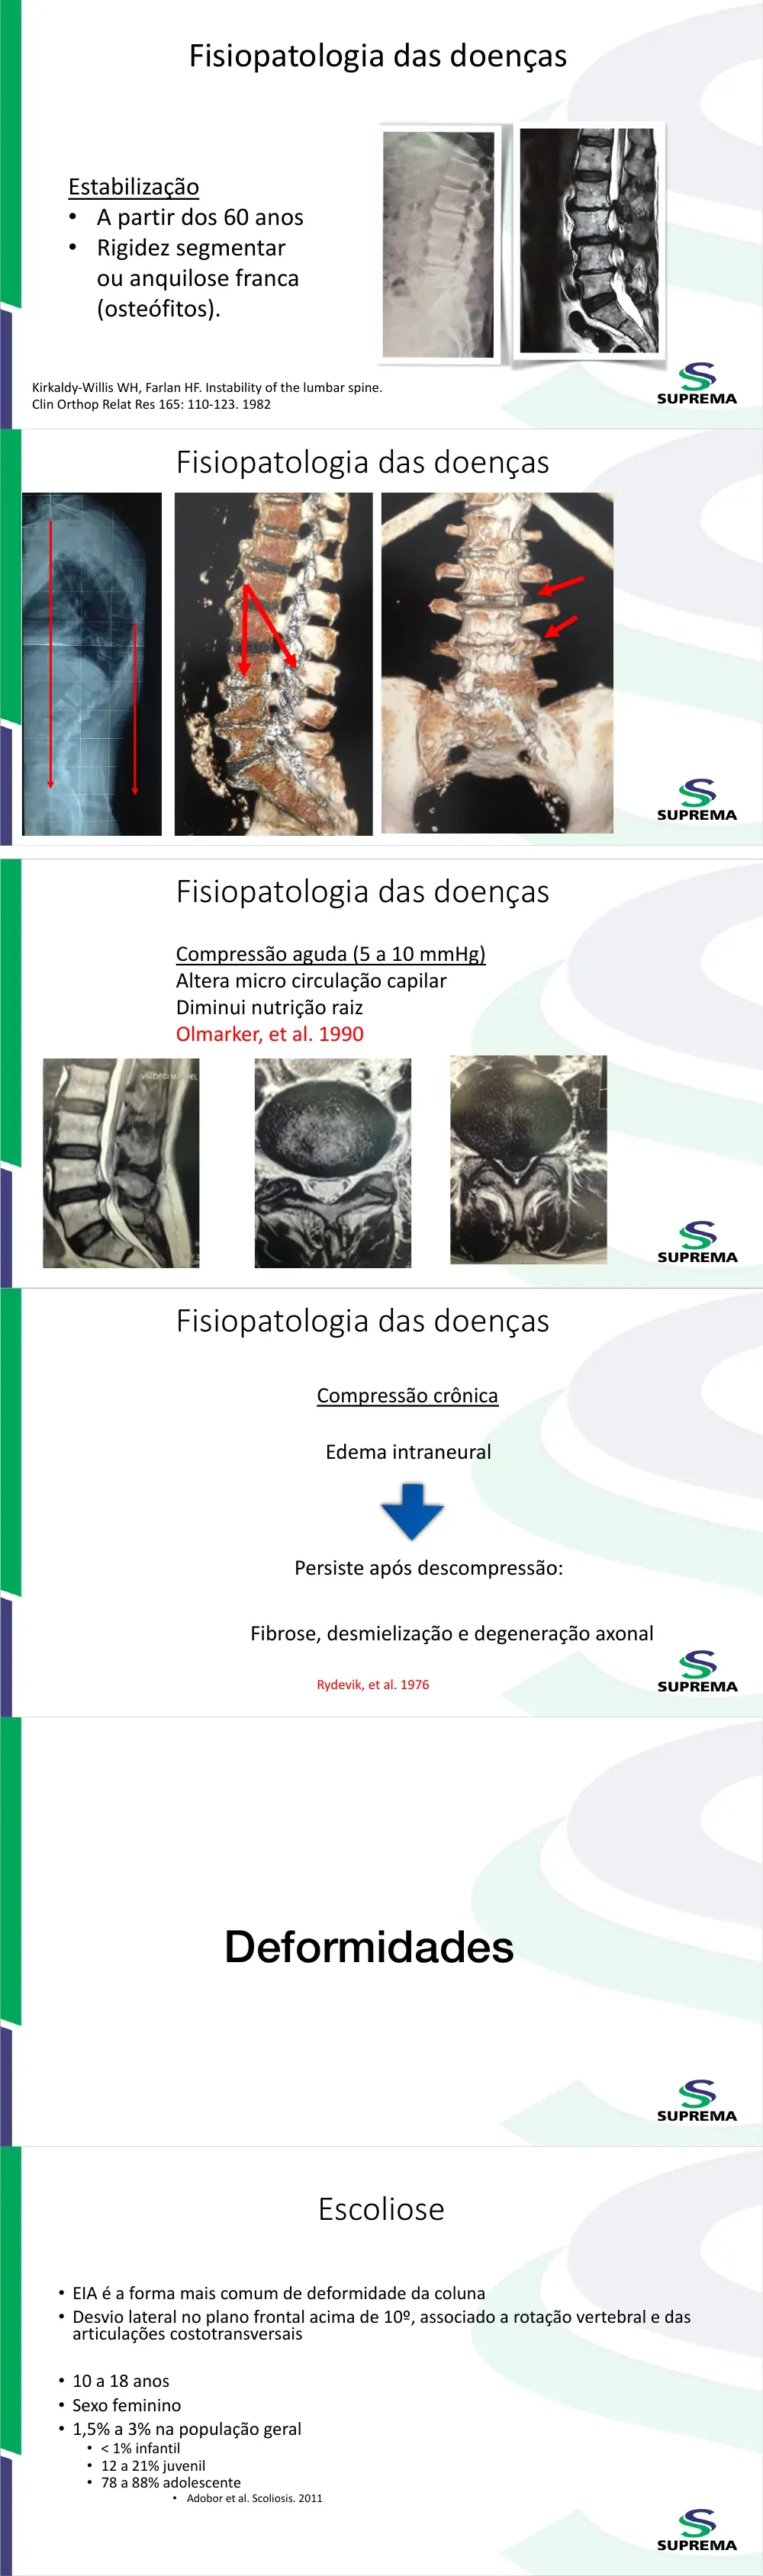 Fisiopatologia das doenças
Estabilização
• A partir dos 60 anos
• Rigidez segmentar
ou anquilose franca
(osteófitos).
Kirkaldy-Willis WH, Farlan HF. Instability of the lumbar spine.
Clin Orthop Relat Res 165: 110-123. 1982
SUPREMA
Fisiopatologia das doenças
SUPREMA
Fisiopatologia das doenças
Compressão aguda (5 a 10 mmHg)
Altera micro circulação capilar
Diminui nutrição raiz
Olmarker, et al. 1990
SUPREMA
Fisiopatologia das doenças
Compressão crônica
Edema intraneural
Persiste após descompressão:
Fibrose, desmielização e degeneração axonal
Rydevik, et al. 1976
SUPREMA
Deformidades
SUPREMA
Escoliose
• EIA é a forma mais comum de deformidade da coluna
• Desvio lateral no plano frontal acima de 10º, associado a rotação vertebral e das
articulações costotransversais
• 10 a 18 anos
• Sexo feminino
• 1,5% a 3% na população geral
• < 1% infantil
• 12 a 21% juvenil
• 78 a 88% adolescente
• Adobor et al. Scoliosis. 2011
SUPREMA